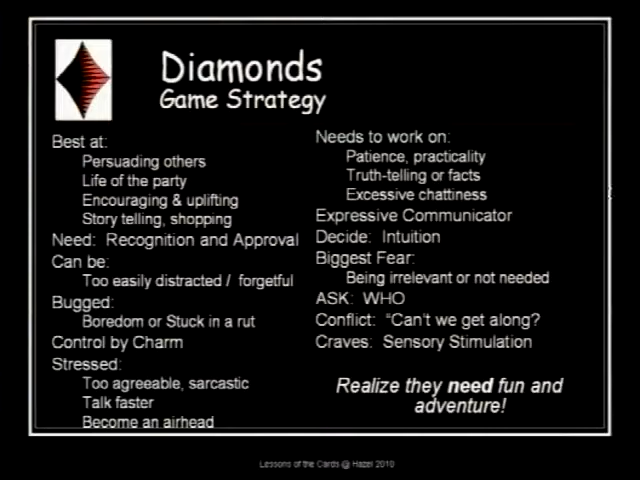 Diamonds
Game Strategy
Best at:
Persuading others
Life of the party
Encouraging & uplifting
Story telling, shopping
Need: Recognition and Approval
Can be:
Too easily distracted / forgetful
Bugged:
Boredom or Stuck in a rut
Control by Charm
Stressed:
Too agreeable, sarcastic
Talk faster
Become an airhead
Needs to work on:
Patience, practicality
Truth-telling or facts
Excessive chattiness
Expressive Communicator
Decide: Intuition
Biggest Fear:
Being irrelevant or not needed
ASK: WHO
Conflict: "Can't we get along?
Craves: Sensory Stimulation
Realize they need fun and
adventure!
Lessons of the Cards @ Hazel 2010